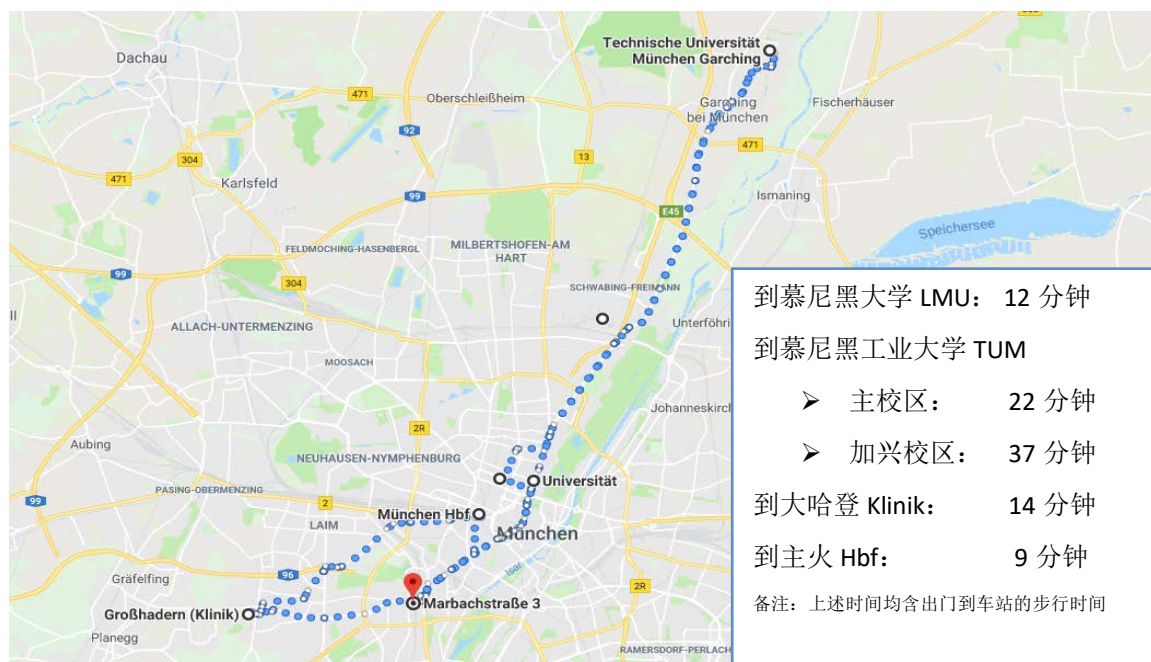 Technische Universität
München Garching
Dachau
Oberschleißheim
Garching
bei München
Fischerhäuser
471
92
13
471
304
471
Karlsfeld
99
Ismaning
E45
Speichersee
FELDMOCHING-HASENBERGL
MILBERTSHOFEN-AM
HART
99
304
SCHWABING-FREIMANN
ALLACH-UNTERMENZING
Unterföhri
MOOSACH
Johanneskirch
2R
Aubing
NEUHAUSEN-NYMPHENBURG
Universität
PASING-OBERMENZING
99
2
München Hbf
LAIM
München
Isar
Gräfelfing
96
2R
Marbachstraße 3
Großhadern (Klinik)
Planegg
RAMERSDORF-PERLACH
到慕尼黑大学 LMU： 12 分钟
到慕尼黑工业大学 TUM
➢ 主校区： 22 分钟
➢ 加兴校区： 37 分钟
到大哈登 Klinik： 14 分钟
到主火 Hbf： 9 分钟
备注：上述时间均含出门到车站的步行时间